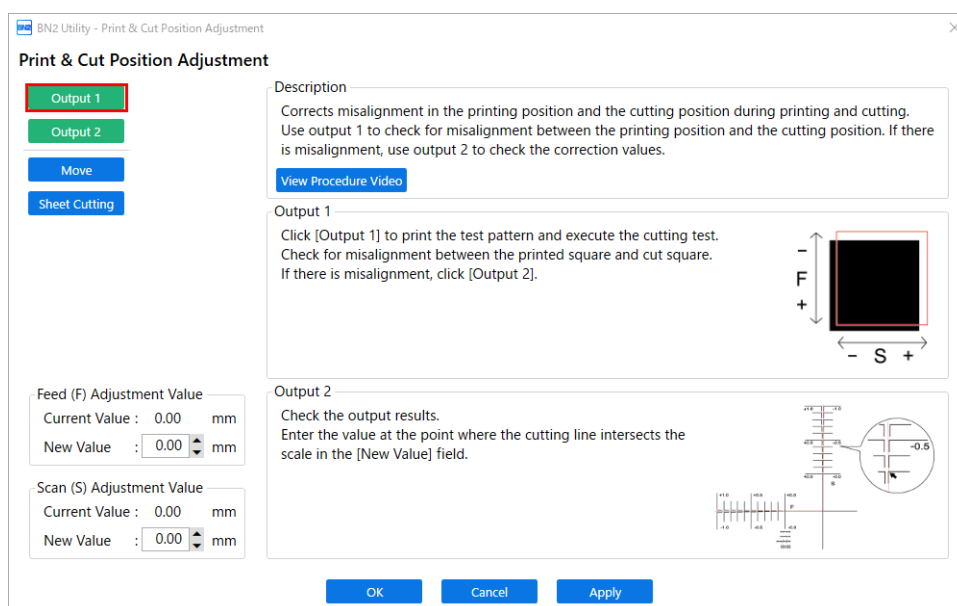 BN2 Utility - Print & Cut Position Adjustment
Print & Cut Position Adjustment
Output 1
Output 2
Move
Sheet Cutting
Description
Corrects misalignment in the printing position and the cutting position during printing and cutting.
Use output 1 to check for misalignment between the printing position and the cutting position. If there
is misalignment, use output 2 to check the correction values.
View Procedure Video
Output 1
Click [Output 1] to print the test pattern and execute the cutting test.
Check for misalignment between the printed square and cut square.
If there is misalignment, click [Output 2].
-
F
+
- S +
Feed (F) Adjustment Value
Current Value : 0.00 mm
New Value : 0.00 mm
Scan (S) Adjustment Value
Current Value : 0.00 mm
New Value : 0.00 mm
Output 2
Check the output results.
Enter the value at the point where the cutting line intersects the
scale in the [New Value] field.
-0.5
S
F
OK
Cancel
Apply